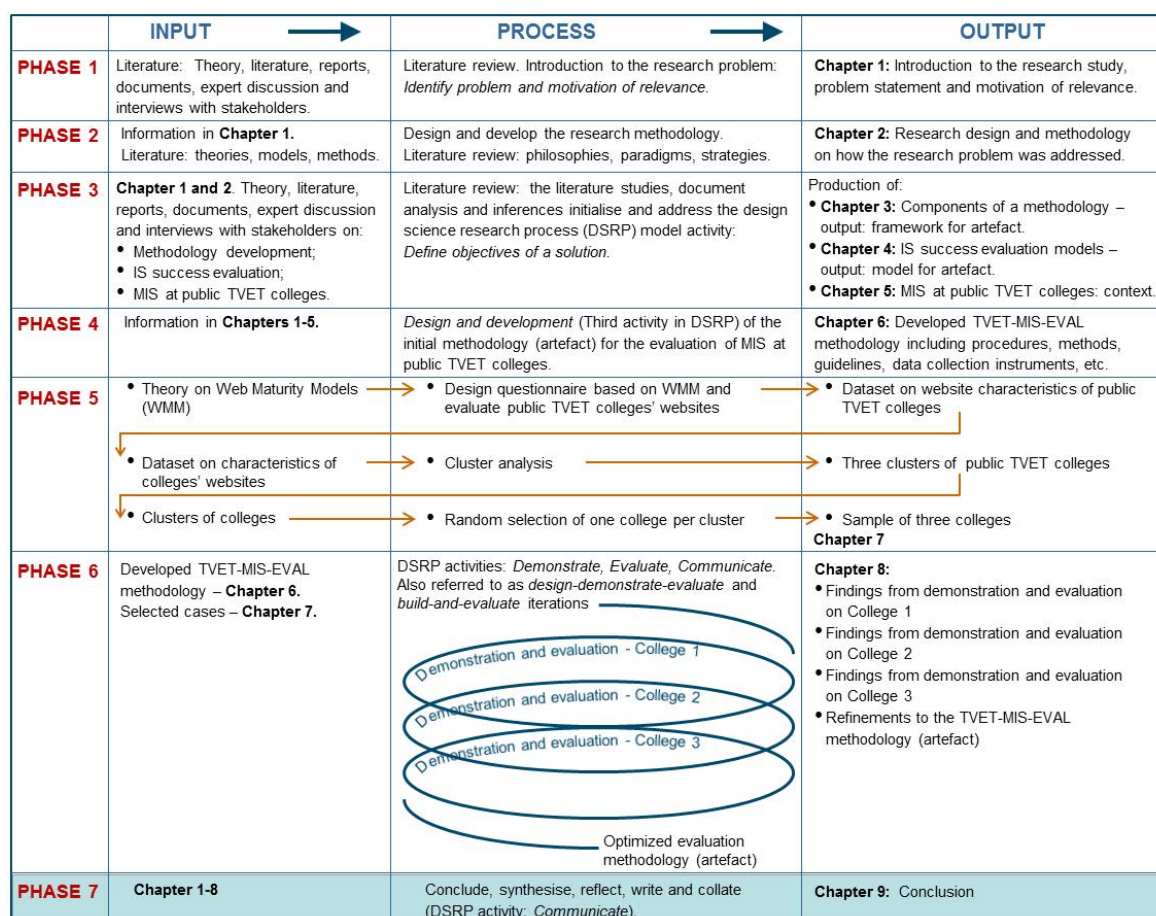 INPUT
PROCESS
OUTPUT
PHASE 1
Literature: Theory, literature, reports,
documents, expert discussion and
interviews with stakeholders.
Literature review. Introduction to the research problem:
Identify problem and motivation of relevance.
Chapter 1: Introduction to the research study,
problem statement and motivation of relevance.
PHASE 2
Information in Chapter 1.
Literature: theories, models, methods.
Design and develop the research methodology.
Literature review: philosophies, paradigms, strategies.
Chapter 2: Research design and methodology
on how the research problem was addressed.
PHASE 3
Chapter 1 and 2. Theory, literature,
reports, documents, expert discussion
and interviews with stakeholders on:
• Methodology development;
• IS success evaluation;
• MIS at public TVET colleges.
Literature review: the literature studies, document
analysis and inferences initialise and address the design
science research process (DSRP) model activity:
Define objectives of a solution.
Production of:
• Chapter 3: Components of a methodology –
output: framework for artefact.
• Chapter 4: IS success evaluation models –
output: model for artefact.
• Chapter 5: MIS at public TVET colleges: context.
PHASE 4
Information in Chapters 1-5.
Design and development (Third activity in DSRP) of the
initial methodology (artefact) for the evaluation of MIS at
public TVET colleges.
Chapter 6: Developed TVET-MIS-EVAL
methodology including procedures, methods,
guidelines, data collection instruments, etc.
PHASE 5
• Theory on Web Maturity Models
(WMM)
• Design questionnaire based on WMM and
evaluate public TVET colleges' websites
• Dataset on website characteristics of public
TVET colleges
• Dataset on characteristics of
colleges' websites
• Cluster analysis
• Three clusters of public TVET colleges
• Clusters of colleges
• Random selection of one college per cluster
• Sample of three colleges
Chapter 7
PHASE 6
Developed TVET-MIS-EVAL
methodology – Chapter 6.
Selected cases – Chapter 7.
DSRP activities: Demonstrate, Evaluate, Communicate.
Also referred to as design-demonstrate-evaluate and
build-and-evaluate iterations
Demonstration and evaluation - College 1
Demonstration and evaluation - College 2
Demonstration and evaluation - College 3
Optimized evaluation
methodology (artefact)
Chapter 8:
• Findings from demonstration and evaluation
on College 1
• Findings from demonstration and evaluation
on College 2
• Findings from demonstration and evaluation
on College 3
• Refinements to the TVET-MIS-EVAL
methodology (artefact)
PHASE 7
Chapter 1-8
Conclude, synthesise, reflect, write and collate
(DSRP activity: Communicate).
Chapter 9: Conclusion